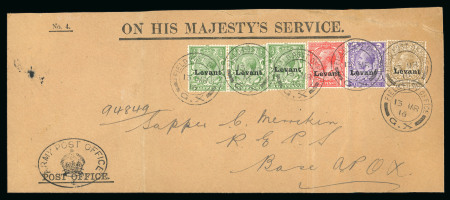 No. 4.
ON HIS MAJESTY'S SERVICE.
Levant Levant Levant Levant Levant Levant
94849 Sapper C.
R E P S
Base A P O X.
ARMY POST OFFICE
POST OFFICE.